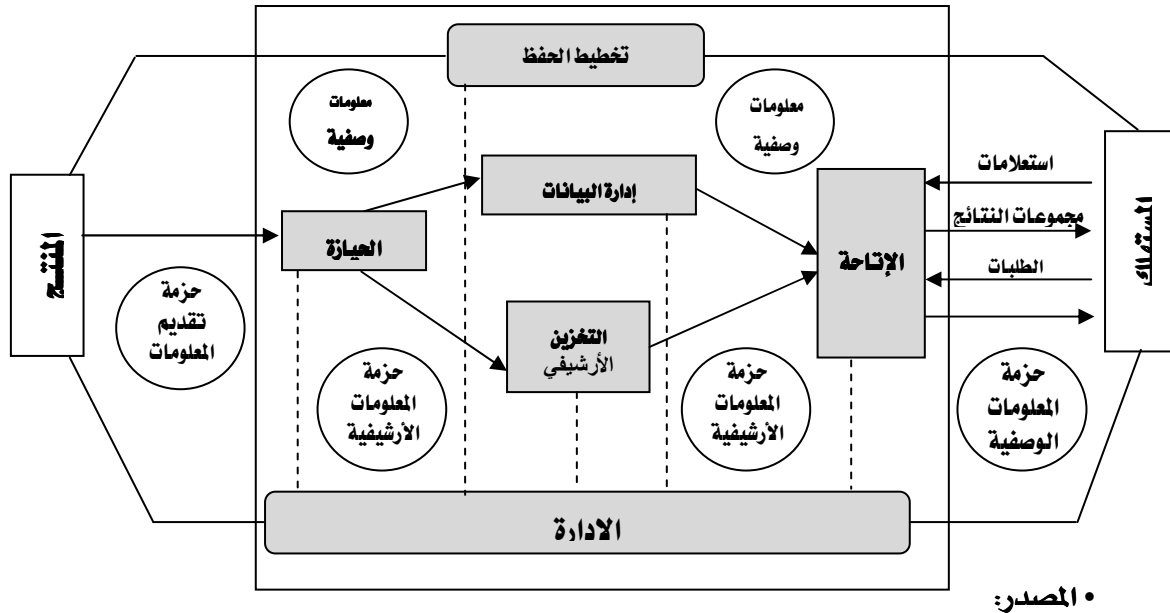 تخطيط الحفظ
معلومات
وصفية
معلومات
وصفية
المستهلك
استعلامات
مجموعات النتائج
الطلبات
الإتاحة
إدارة البيانات
الحيازة
المنتج
التخزين
الأرشيفي
حزمة
تقديم
المعلومات
حزمة
المعلومات
الوصفية
حزمة
المعلومات
الأرشيفية
حزمة
المعلومات
الأرشيفية
الادارة
• المصدر: